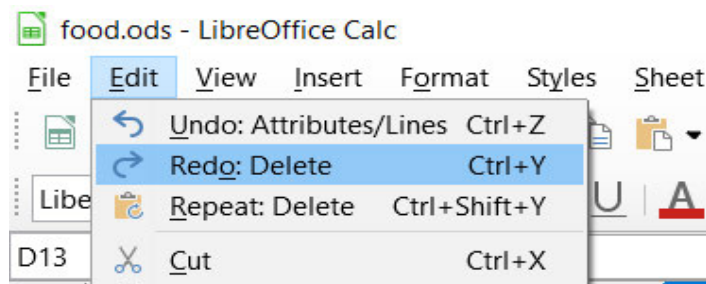 food.ods - LibreOffice Calc
File Edit View Insert Format Styles Sheet
Undo: Attributes/Lines Ctrl+Z
Redo: Delete Ctrl+Y
Libe
Repeat: Delete Ctrl+Shift+Y
U A
D13
Cut Ctrl+X